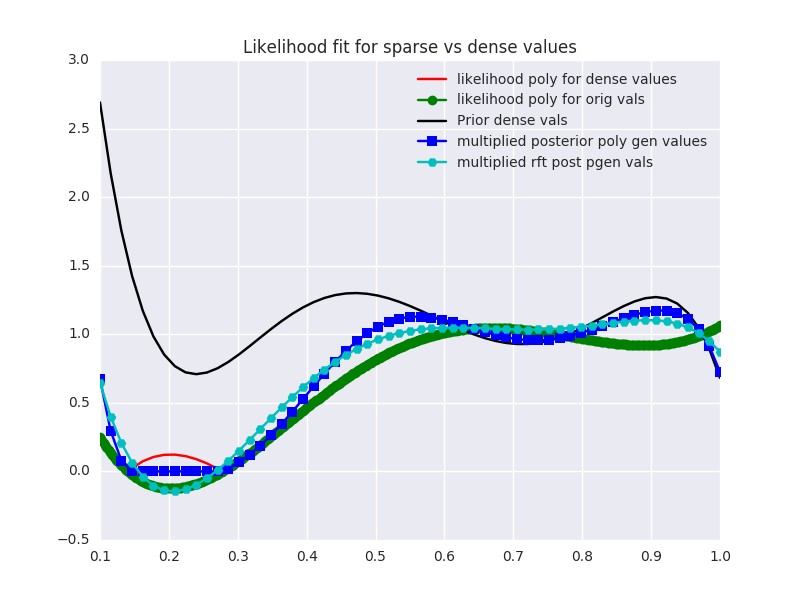 Likelihood fit for sparse vs dense values
3.0
2.5
2.0
1.5
1.0
0.5
0.0
−0.5
likelihood poly for dense values
likelihood poly for orig vals
Prior dense vals
multiplied posterior poly gen values
multiplied rft post pgen vals
0.1 0.2 0.3 0.4 0.5 0.6 0.7 0.8 0.9 1.0